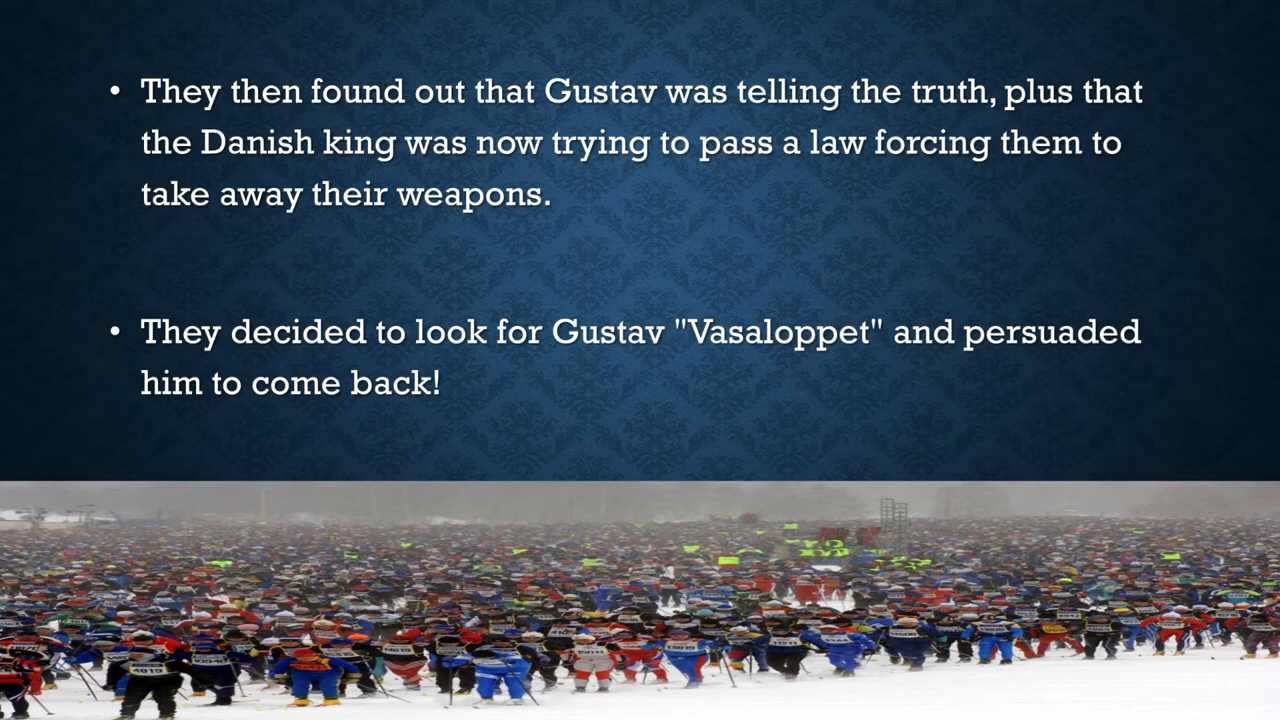 • They then found out that Gustav was telling the truth, plus that
the Danish king was now trying to pass a law forcing them to
take away their weapons.
• They decided to look for Gustav "Vasaloppet" and persuaded
him to come back!
4619